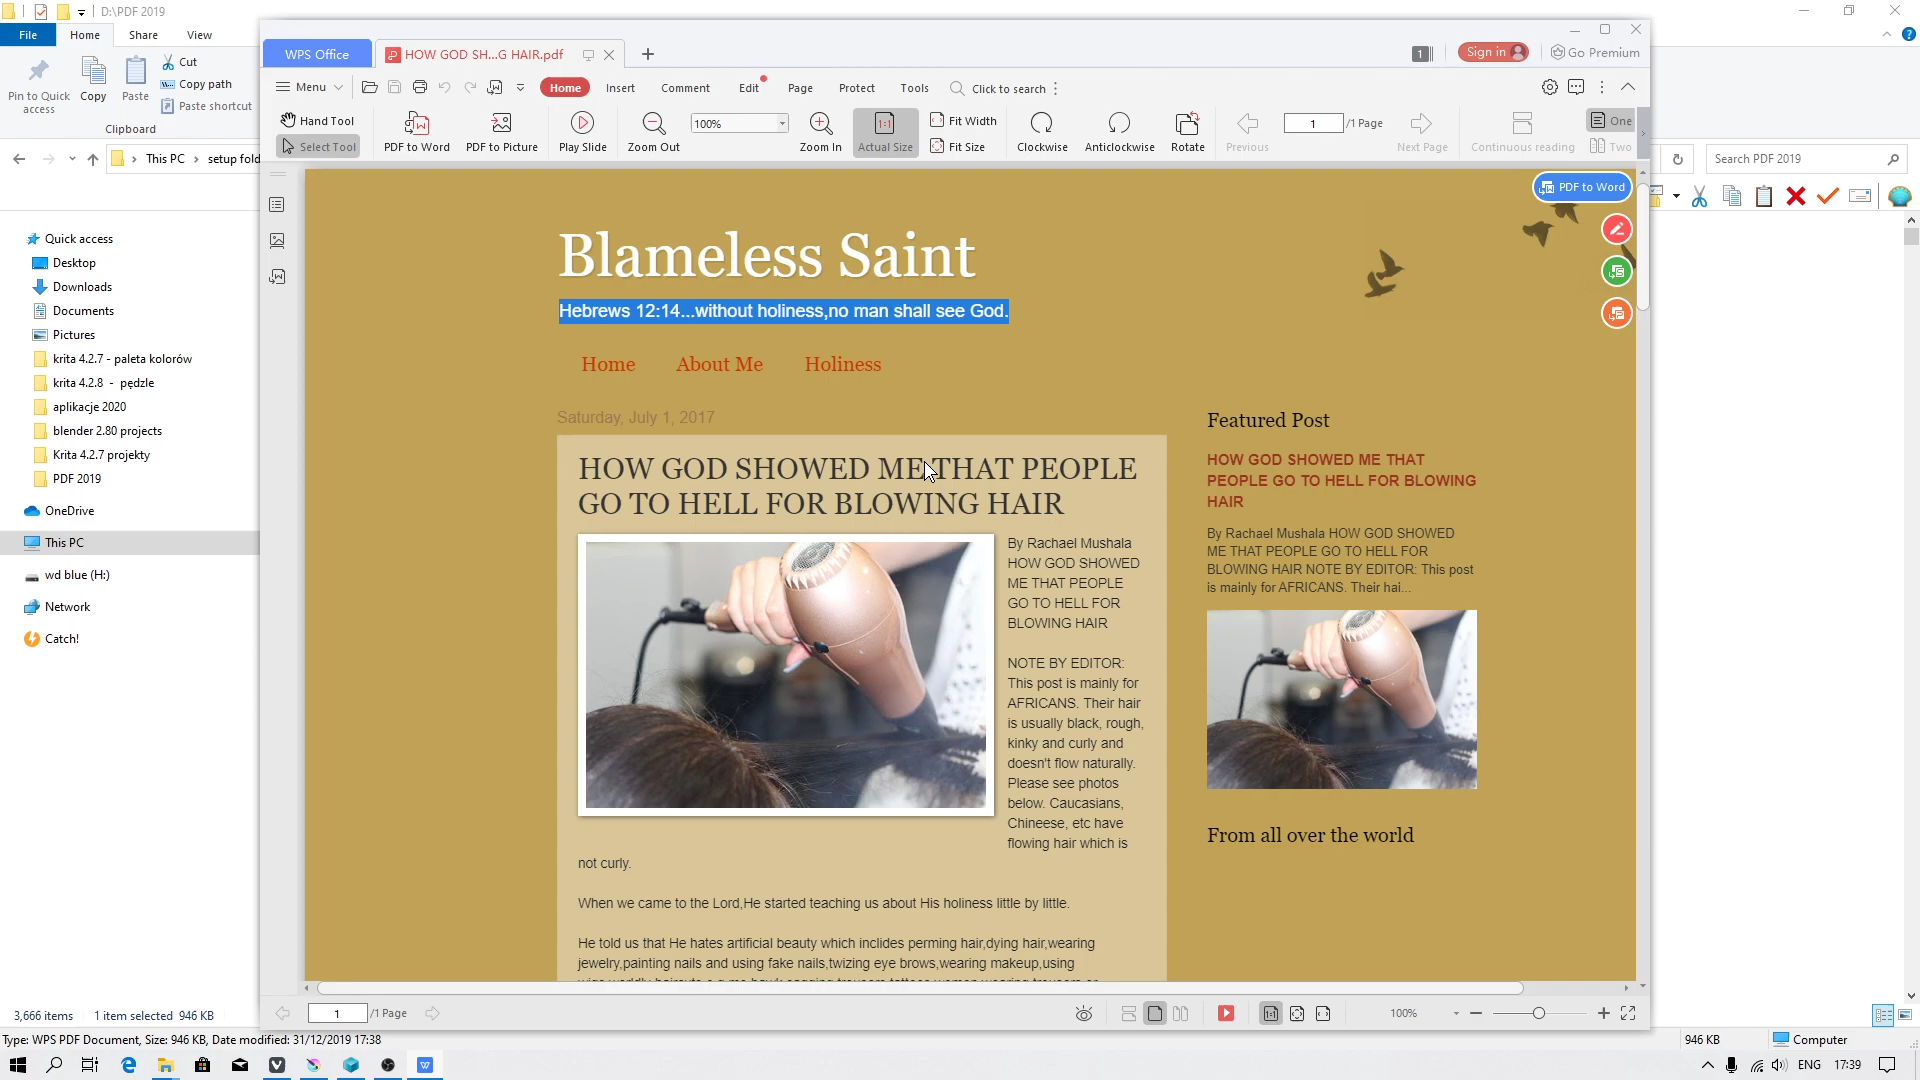 D:\PDF 2019
File
Home
Share
View
Pin to Quick access
Copy
Paste
Cut
Copy path
Paste shortcut
Clipboard
This PC
setup fold
Search PDF 2019
Quick access
Desktop
Downloads
Documents
Pictures
krita 4.2.7 - paleta kolorów
krita 4.2.8 - pędzle
aplikacje 2020
blender 2.80 projects
Krita 4.2.7 projekty
PDF 2019
OneDrive
This PC
wd blue (H:)
Network
Catch!
3,666 items 1 item selected 946 KB
Type: WPS PDF Document, Size: 946 KB, Date modified: 31/12/2019 17:38
946 KB
Computer
ENG 17:39
WPS Office
HOW GOD SH...G HAIR.pdf
1
Sign in
Go Premium
Menu
Home
Insert
Comment
Edit
Page
Protect
Tools
Click to search
Hand Tool
Select Tool
PDF to Word
PDF to Picture
Play Slide
Zoom Out
100%
Zoom In
1:1
Actual Size
Fit Width
Fit Size
Clockwise
Anticlockwise
Rotate
Previous
1 /1 Page
Next Page
Continuous reading
One
Two
PDF to Word
Blameless Saint
Hebrews 12:14...without holiness,no man shall see God.
Home
About Me
Holiness
Saturday, July 1, 2017
HOW GOD SHOWED ME THAT PEOPLE
GO TO HELL FOR BLOWING HAIR
By Rachael Mushala
HOW GOD SHOWED
ME THAT PEOPLE
GO TO HELL FOR
BLOWING HAIR
NOTE BY EDITOR:
This post is mainly for
AFRICANS. Their hair
is usually black, rough,
kinky and curly and
doesn't flow naturally.
Please see photos
below. Caucasians,
Chineese, etc have
flowing hair which is
not curly.
When we came to the Lord,He started teaching us about His holiness little by little.
He told us that He hates artificial beauty which inclides perming hair,dying hair,wearing
jewelry,painting nails and using fake nails,twizing eye brows,wearing makeup,using
Featured Post
HOW GOD SHOWED ME THAT
PEOPLE GO TO HELL FOR BLOWING
HAIR
By Rachael Mushala HOW GOD SHOWED
ME THAT PEOPLE GO TO HELL FOR
BLOWING HAIR NOTE BY EDITOR: This post
is mainly for AFRICANS. Their hai...
From all over the world
1 /1 Page
1:1
100%